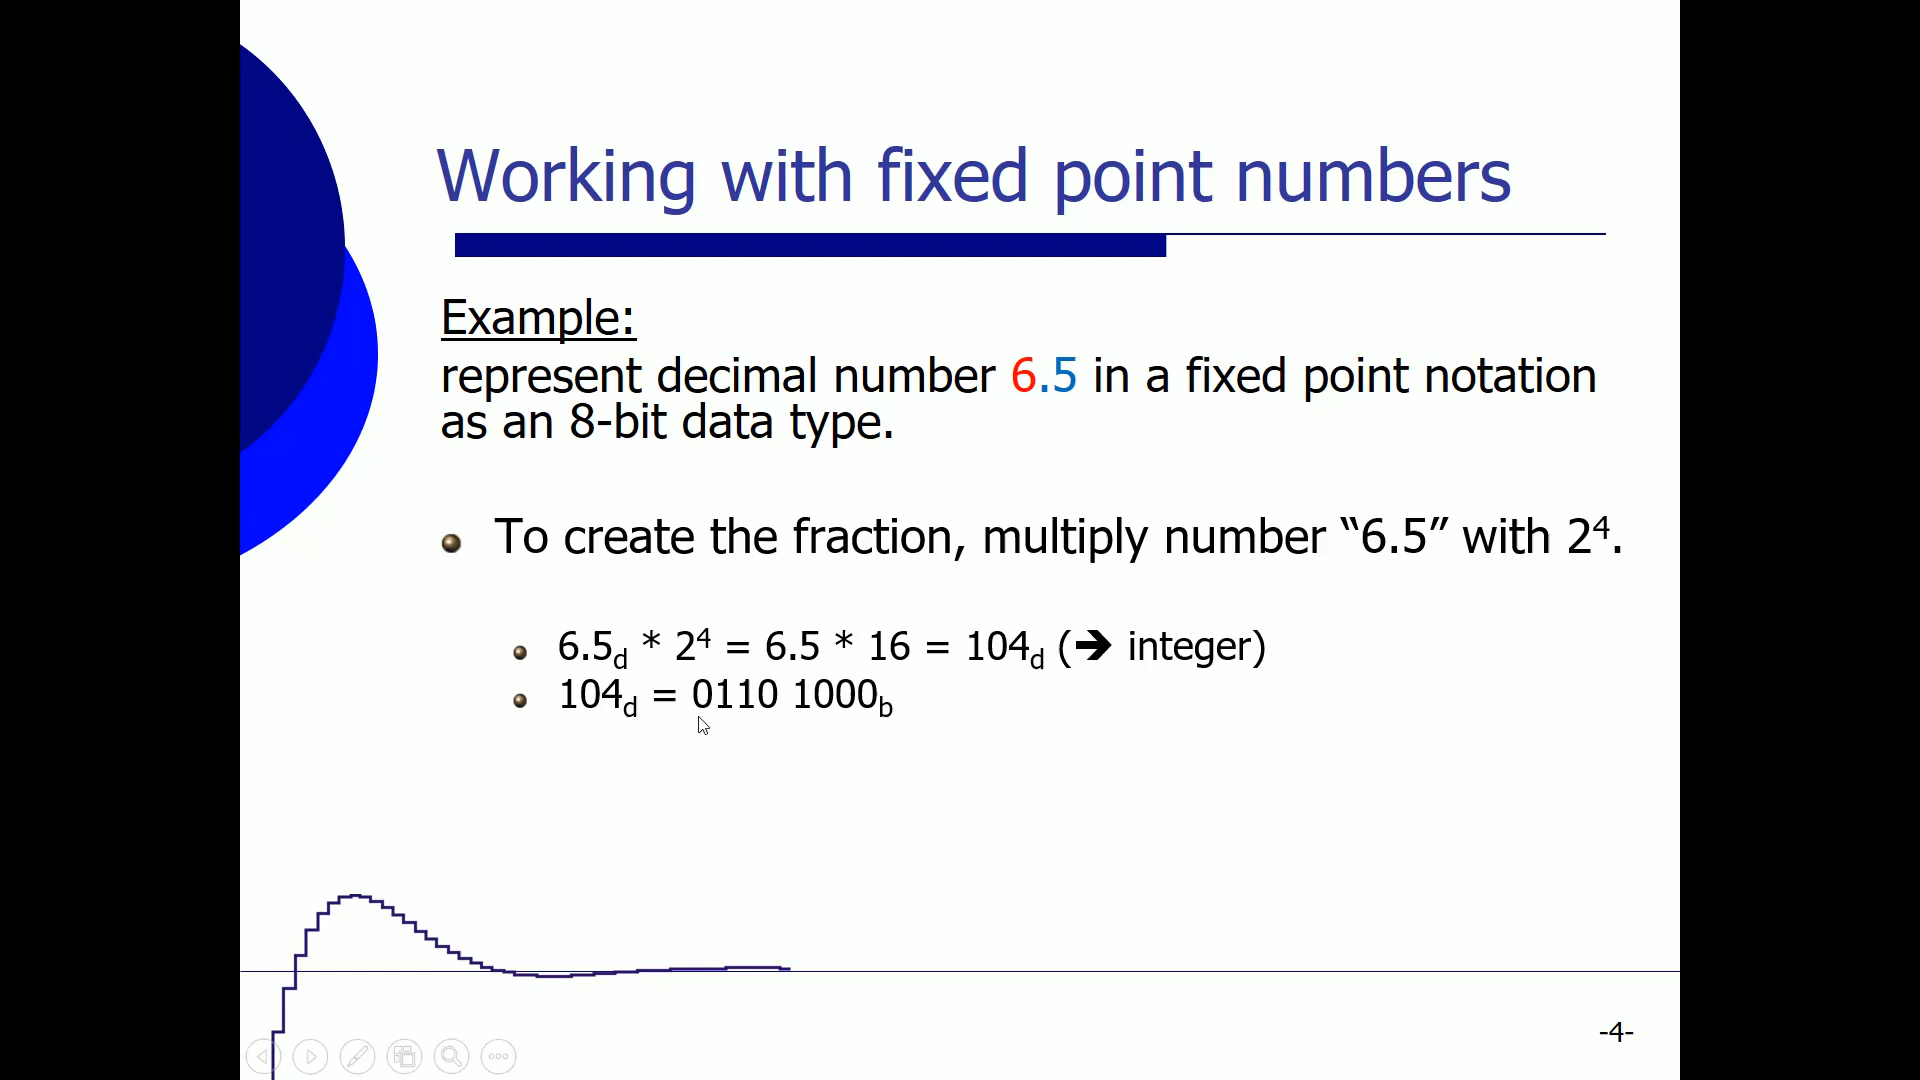 Working with fixed point numbers
Example:
represent decimal number 6.5 in a fixed point notation
as an 8-bit data type.
To create the fraction, multiply number “6.5” with 2⁴.
6.5d * 2⁴ = 6.5 * 16 = 104d (➔ integer)
104d = 0110 1000b
-4-